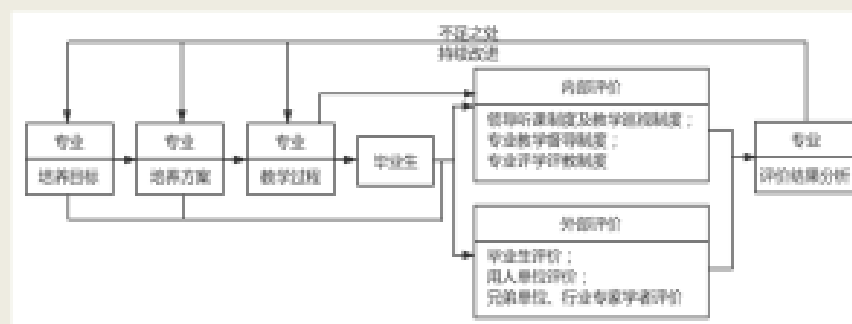 不足之处
持续改进
专业
培养目标
专业
培养方案
专业
教学过程
毕业生
内部评价
领导听课制度及教学巡视制度；
专业教学督导制度；
专业评学评教制度
外部评价
毕业生评价；
用人单位评价；
兄弟单位、行业专家学者评价
专业
评价结果分析